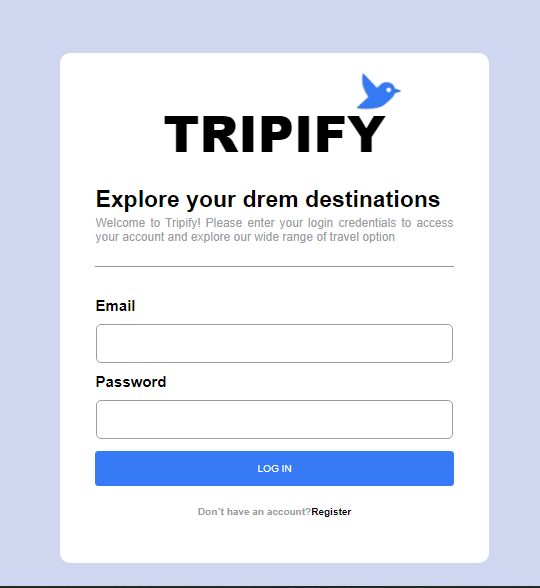 TRIPIFY
Explore your drem destinations
Welcome to Tripify! Please enter your login credentials to access
your account and explore our wide range of travel option
Email
Password
LOG IN
Don't have an account?Register